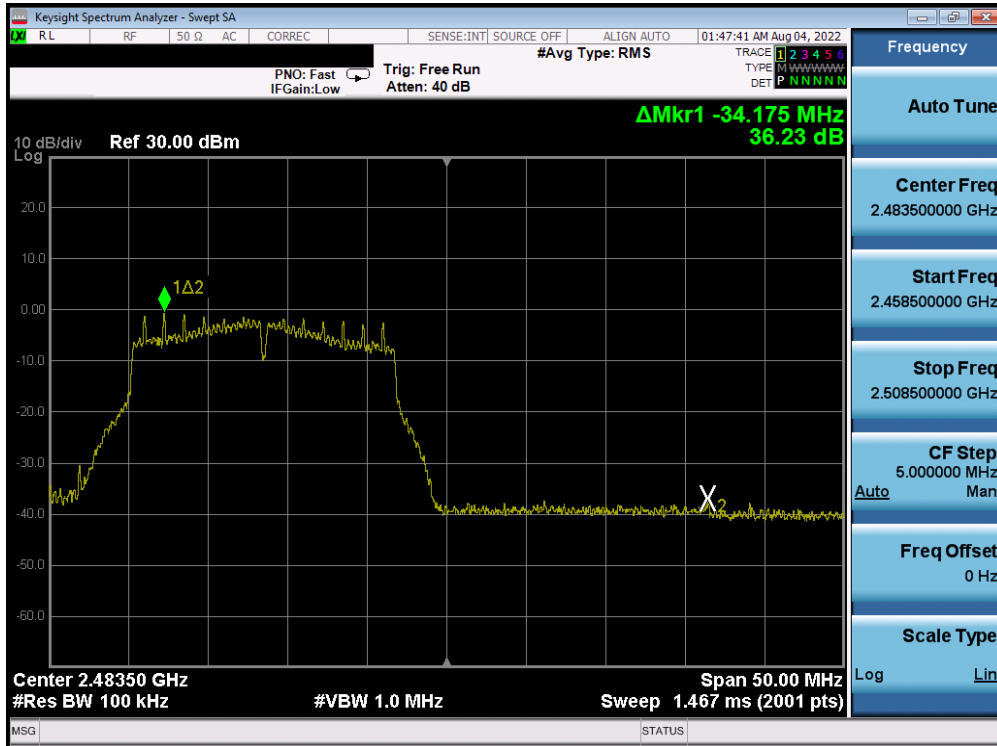 Keysight Spectrum Analyzer - Swept SA
LXI RL RF 50 Ω AC CORREC SENSE:INT SOURCE OFF ALIGN AUTO 01:47:41 AM Aug 04, 2022
#Avg Type: RMS
TRACE 1 2 3 4 5 6
PNO: Fast Trig: Free Run TYPE M WWWWW
IFGain:Low Atten: 40 dB DET P N N N N N
ΔMkr1 -34.175 MHz
10 dB/div Ref 30.00 dBm 36.23 dB
Log
20.0
10.0
1Δ2
0.00
-10.0
-20.0
-30.0
X2
-40.0
-50.0
-60.0
Center 2.48350 GHz Span 50.00 MHz
#Res BW 100 kHz #VBW 1.0 MHz Sweep 1.467 ms (2001 pts)
MSG STATUS
Frequency
Auto Tune
Center Freq
2.483500000 GHz
Start Freq
2.458500000 GHz
Stop Freq
2.508500000 GHz
CF Step
5.000000 MHz
Auto Man
Freq Offset
0 Hz
Scale Type
Log Lin